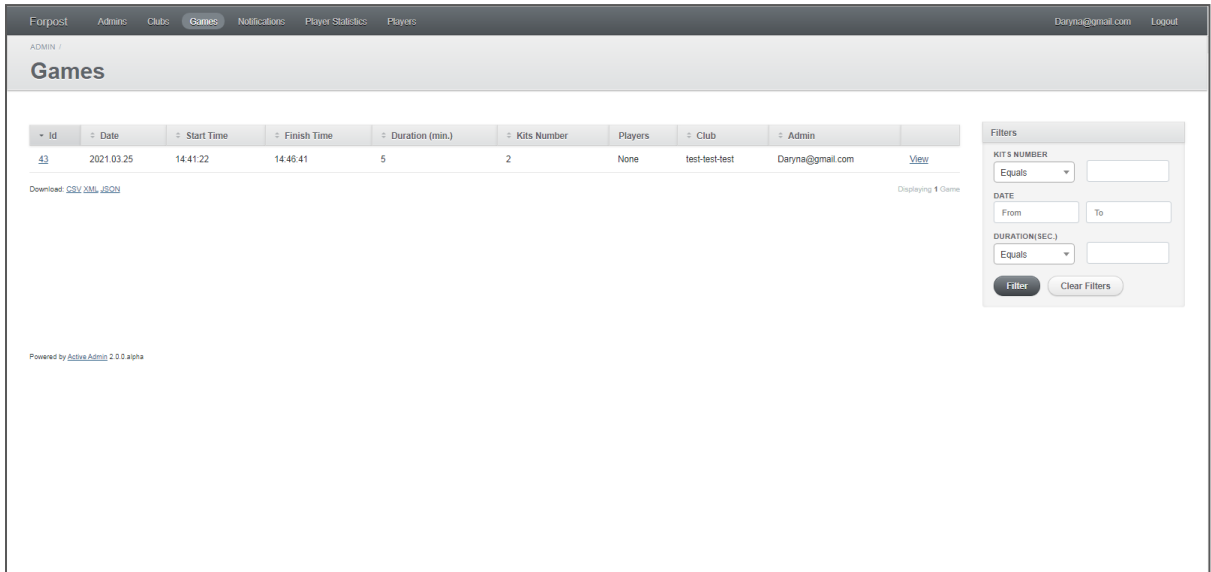 Forpost Admins Clubs Games Notifications Player Statistics Players Daryna@gmail.com Logout
ADMIN /
Games
Id Date Start Time Finish Time Duration (min.) Kits Number Players Club Admin
43 2021.03.25 14:41:22 14:46:41 5 2 None test-test-test Daryna@gmail.com View
Download: CSV XML JSON Displaying 1 Game
Filters
KITS NUMBER
Equals
DATE
From To
DURATION(SEC.)
Equals
Filter Clear Filters
Powered by Active Admin 2.0.0.alpha